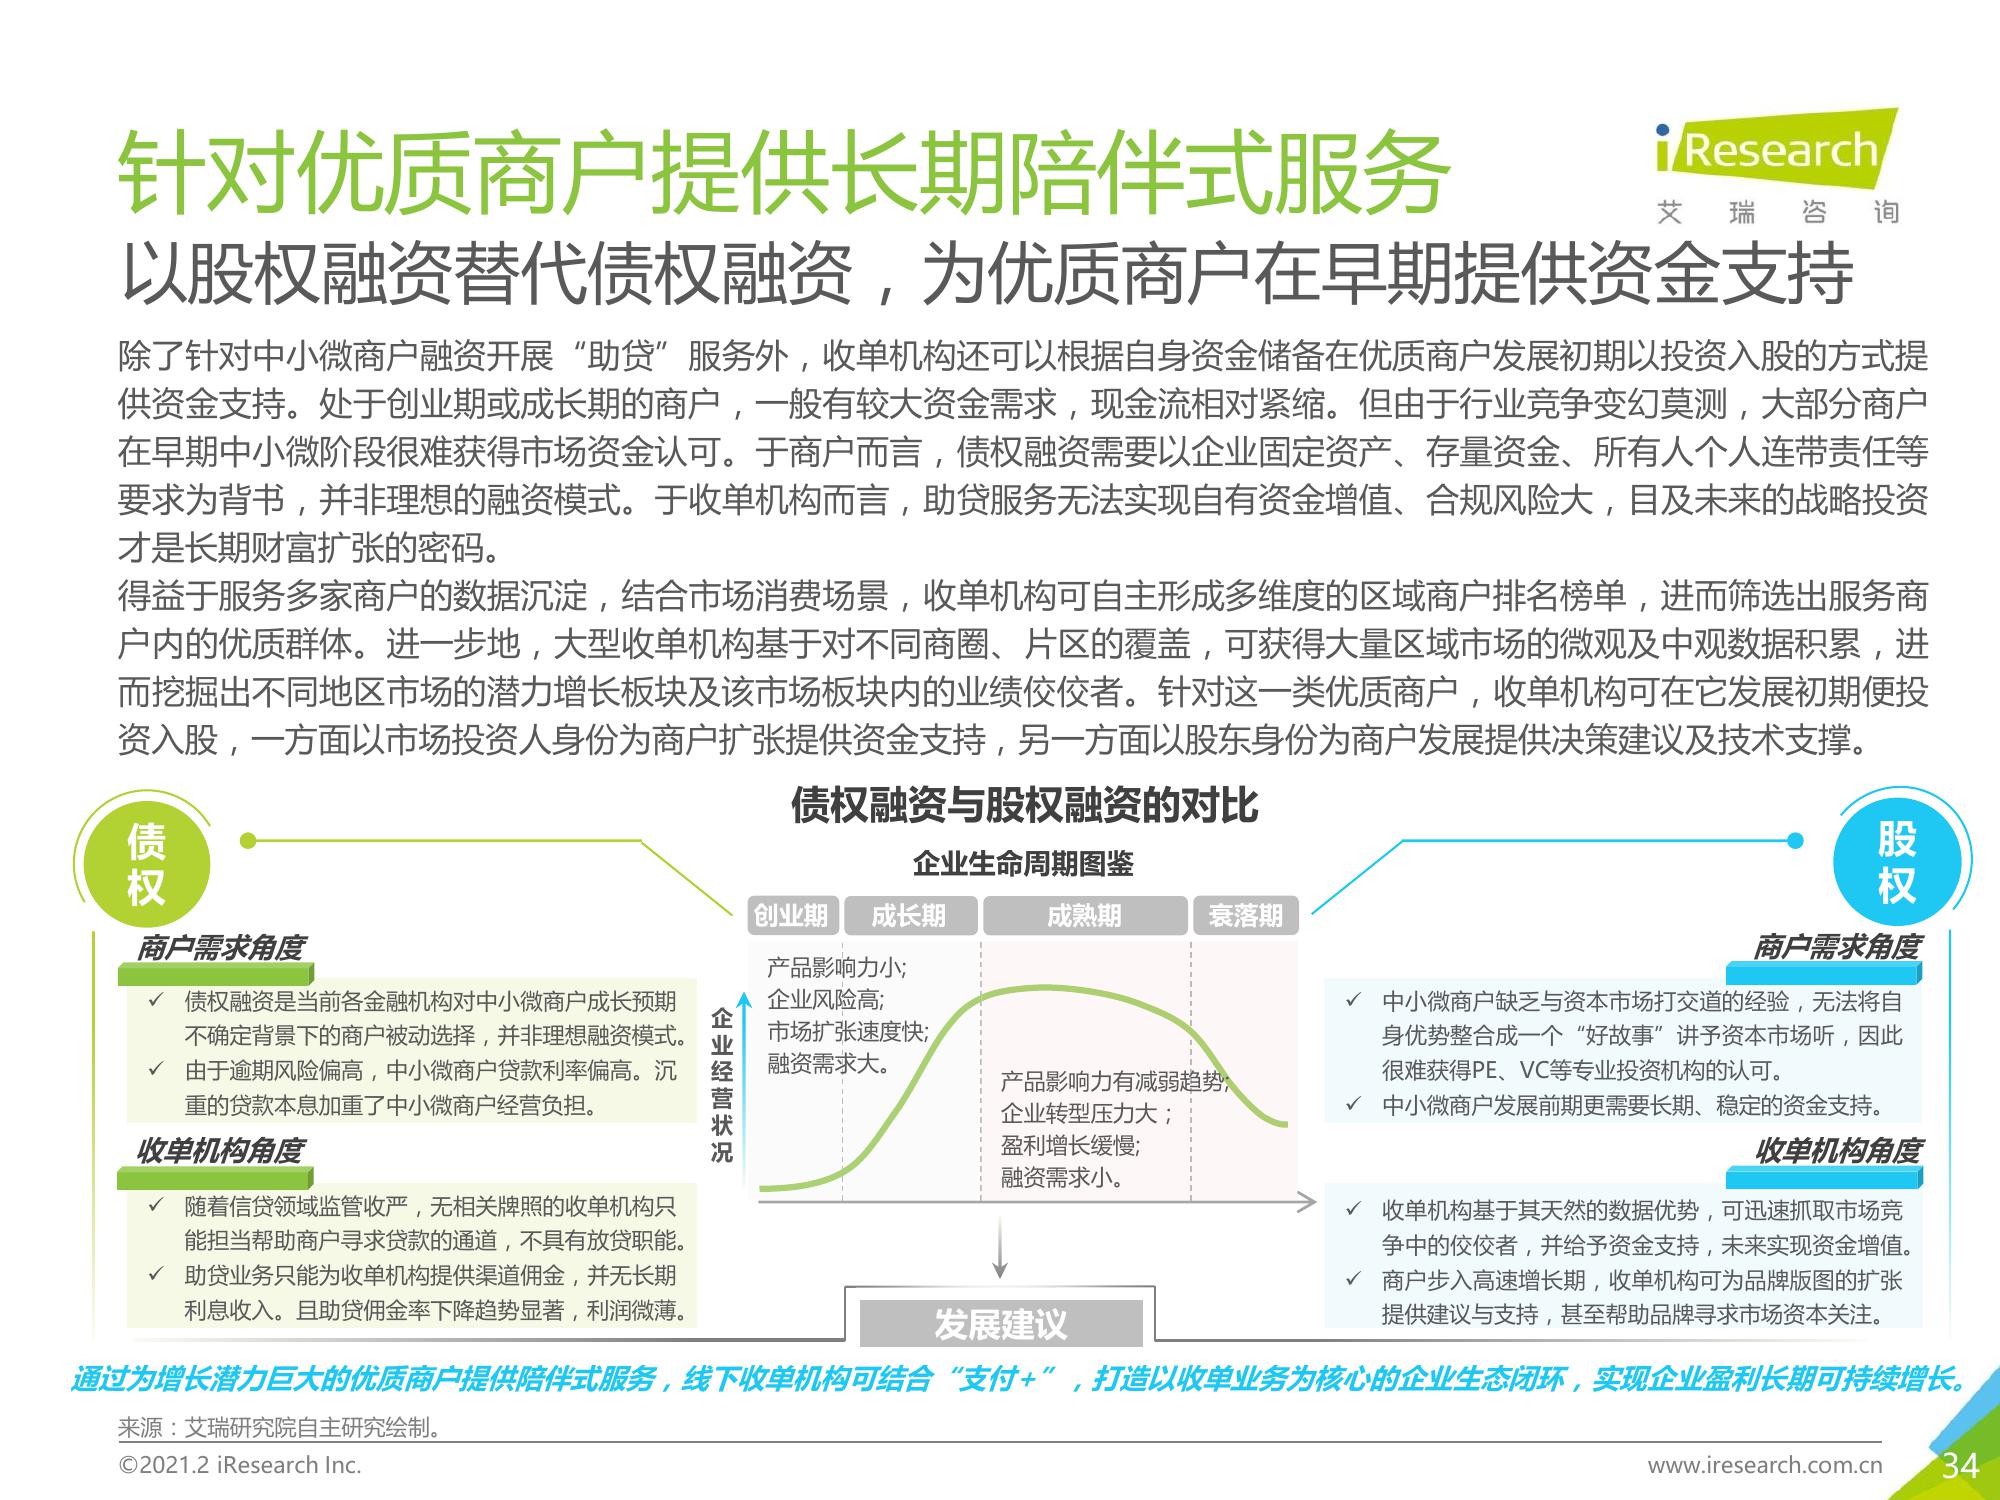 针对优质商户提供长期陪伴式服务
iResearch
艾瑞咨询
以股权融资替代债权融资，为优质商户在早期提供资金支持
除了针对中小微商户融资开展“助贷”服务外，收单机构还可以根据自身资金储备在优质商户发展初期以投资入股的方式提
供资金支持。处于创业期或成长期的商户，一般有较大资金需求，现金流相对紧缩。但由于行业竞争变幻莫测，大部分商户
在早期中小微阶段很难获得市场资金认可。于商户而言，债权融资需要以企业固定资产、存量资金、所有人个人连带责任等
要求为背书，并非理想的融资模式。于收单机构而言，助贷服务无法实现自有资金增值、合规风险大，目及未来的战略投资
才是长期财富扩张的密码。
得益于服务多家商户的数据沉淀，结合市场消费场景，收单机构可自主形成多维度的区域商户排名榜单，进而筛选出服务商
户内的优质群体。进一步地，大型收单机构基于对不同商圈、片区的覆盖，可获得大量区域市场的微观及中观数据积累，进
而挖掘出不同地区市场的潜力增长板块及该市场板块内的业绩佼佼者。针对这一类优质商户，收单机构可在它发展初期便投
资入股，一方面以市场投资人身份为商户扩张提供资金支持，另一方面以股东身份为商户发展提供决策建议及技术支撑。
债权融资与股权融资的对比
债
权
商户需求角度
✓ 债权融资是当前各金融机构对中小微商户成长预期
不确定背景下的商户被动选择，并非理想融资模式。
✓ 由于逾期风险偏高，中小微商户贷款利率偏高。沉
重的贷款本息加重了中小微商户经营负担。
收单机构角度
✓ 随着信贷领域监管收严，无相关牌照的收单机构只
能担当帮助商户寻求贷款的通道，不具有放贷职能。
✓ 助贷业务只能为收单机构提供渠道佣金，并无长期
利息收入。且助贷佣金率下降趋势显著，利润微薄。
企业生命周期图鉴
创业期 成长期 成熟期 衰落期
企业经营状况
产品影响力小;
企业风险高;
市场扩张速度快;
融资需求大。
产品影响力有减弱趋势;
企业转型压力大；
盈利增长缓慢;
融资需求小。
股
权
商户需求角度
✓ 中小微商户缺乏与资本市场打交道的经验，无法将自
身优势整合成一个“好故事”讲予资本市场听，因此
很难获得PE、VC等专业投资机构的认可。
✓ 中小微商户发展前期更需要长期、稳定的资金支持。
收单机构角度
✓ 收单机构基于其天然的数据优势，可迅速抓取市场竞
争中的佼佼者，并给予资金支持，未来实现资金增值。
✓ 商户步入高速增长期，收单机构可为品牌版图的扩张
提供建议与支持，甚至帮助品牌寻求市场资本关注。
发展建议
通过为增长潜力巨大的优质商户提供陪伴式服务，线下收单机构可结合“支付+”，打造以收单业务为核心的企业生态闭环，实现企业盈利长期可持续增长。
来源：艾瑞研究院自主研究绘制。
©2021.2 iResearch Inc.
www.iresearch.com.cn
34